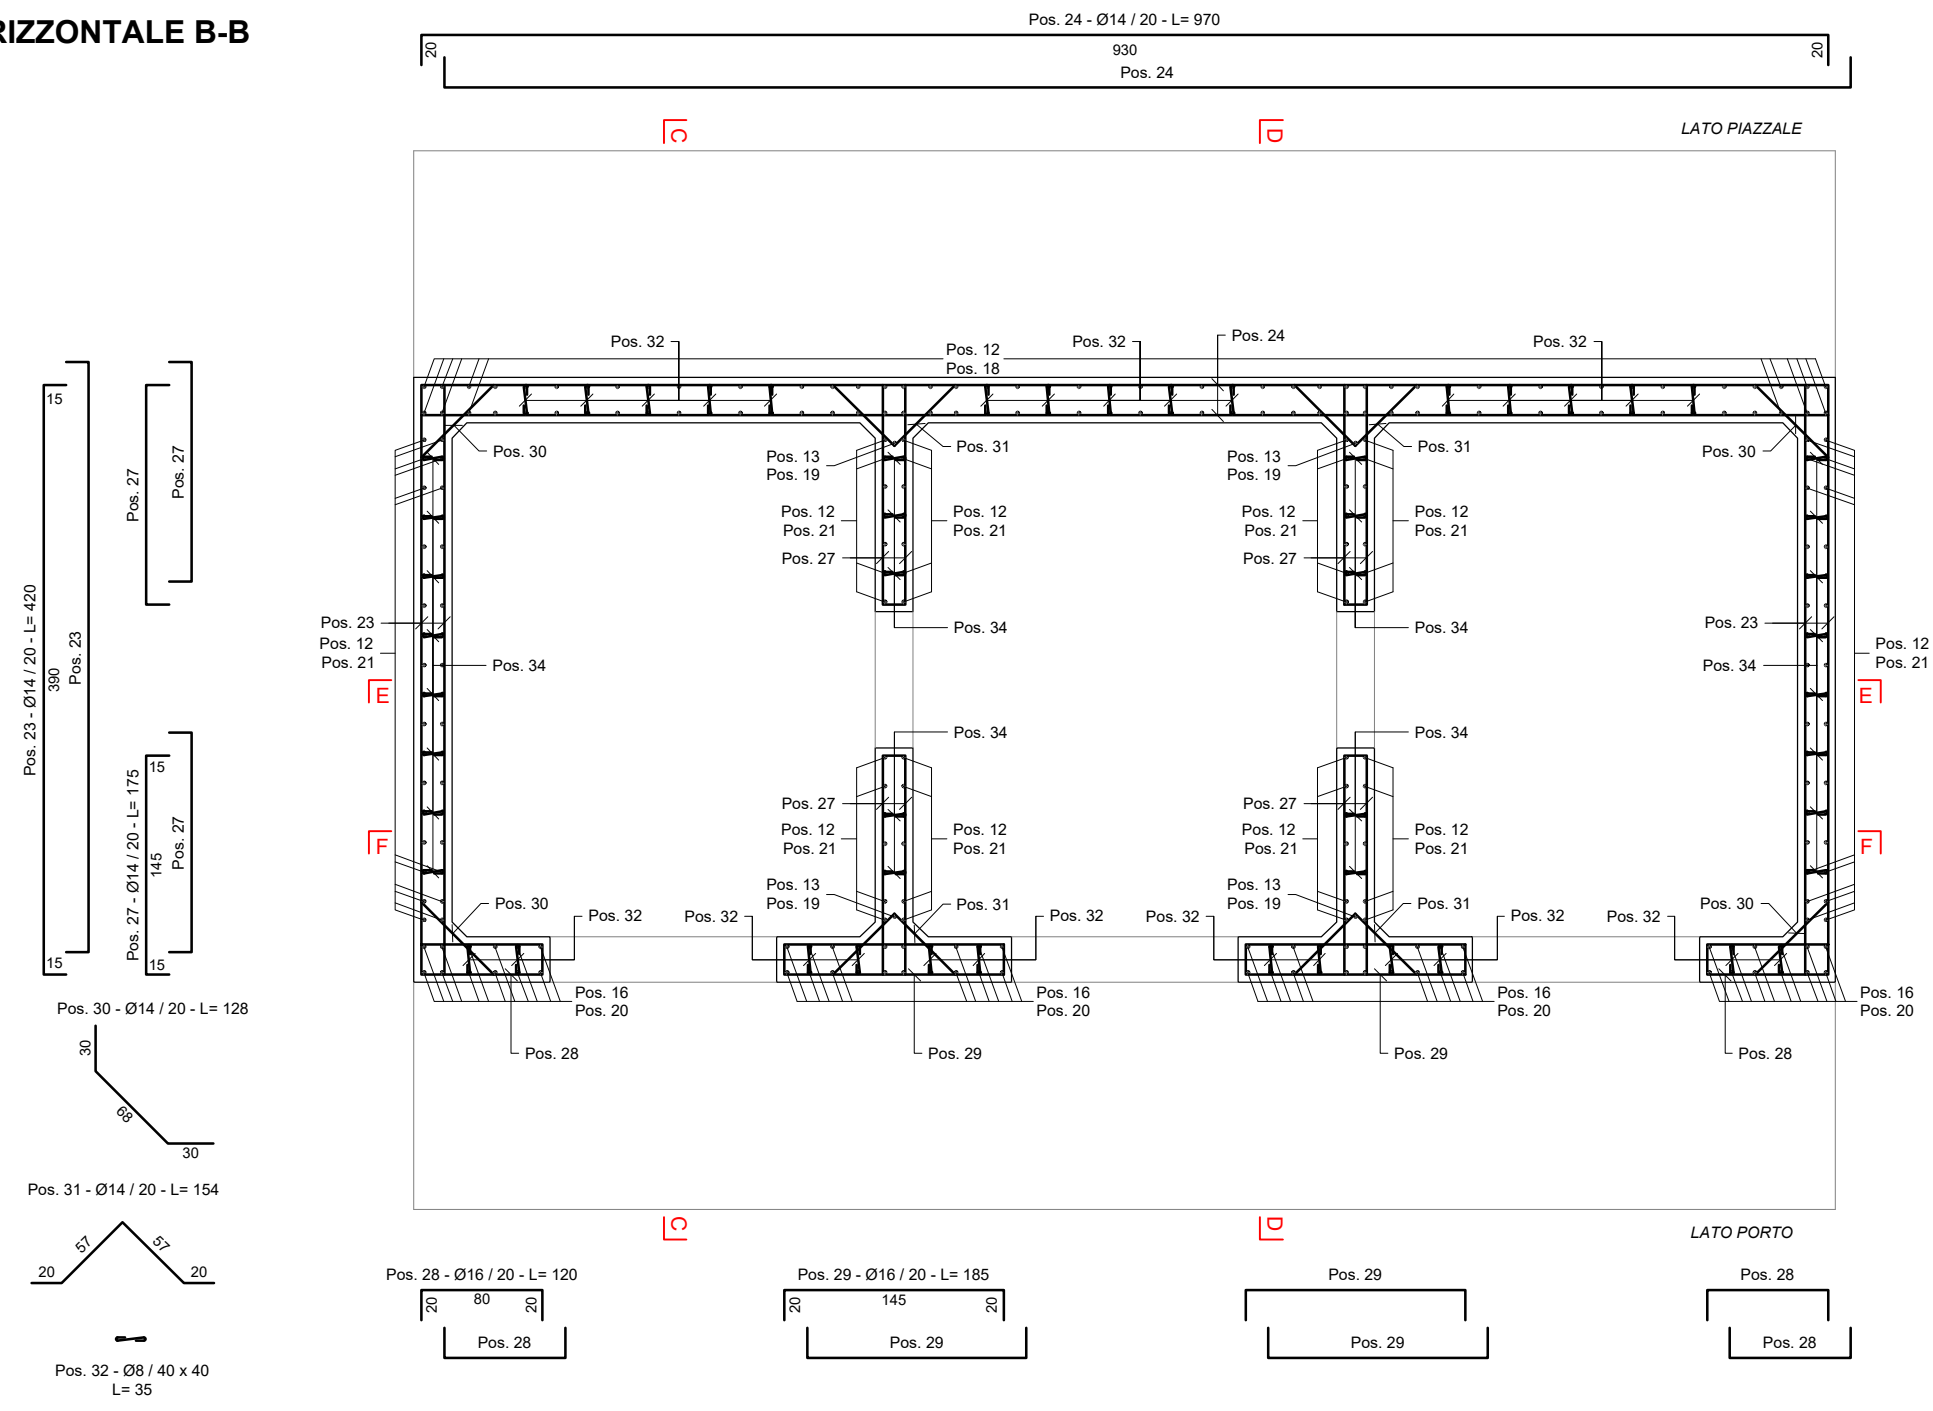 RIZZONTALE B-B
Pos. 24 - Ø14 / 20 - L= 970
20
930
20
Pos. 24
C
D
LATO PIAZZALE
Pos. 32
Pos. 12
Pos. 18
Pos. 32
Pos. 24
Pos. 32
15
Pos. 27
Pos. 27
Pos. 23 - Ø14 / 20 - L= 420
390
Pos. 23
15
Pos. 30
Pos. 13
Pos. 19
Pos. 31
Pos. 13
Pos. 19
Pos. 31
Pos. 30
Pos. 12
Pos. 21
Pos. 12
Pos. 21
Pos. 12
Pos. 21
Pos. 12
Pos. 21
Pos. 27
Pos. 27
Pos. 23
Pos. 12
Pos. 21
Pos. 34
Pos. 34
Pos. 34
Pos. 23
Pos. 34
Pos. 12
Pos. 21
E
E
Pos. 34
Pos. 34
15
Pos. 27 - Ø14 / 20 - L= 175
145
Pos. 27
15
Pos. 27
Pos. 27
Pos. 12
Pos. 21
Pos. 12
Pos. 21
Pos. 12
Pos. 21
Pos. 12
Pos. 21
F
F
Pos. 13
Pos. 19
Pos. 13
Pos. 19
Pos. 30
Pos. 31
Pos. 31
Pos. 30
Pos. 32
Pos. 32
Pos. 32
Pos. 32
Pos. 32
Pos. 32
Pos. 16
Pos. 20
Pos. 16
Pos. 20
Pos. 16
Pos. 20
Pos. 16
Pos. 20
Pos. 28
Pos. 29
Pos. 29
Pos. 28
Pos. 30 - Ø14 / 20 - L= 128
30
68
30
Pos. 31 - Ø14 / 20 - L= 154
20
57
57
20
C
D
LATO PORTO
Pos. 28 - Ø16 / 20 - L= 120
20
80
20
Pos. 28
Pos. 29 - Ø16 / 20 - L= 185
20
145
20
Pos. 29
Pos. 29
Pos. 29
Pos. 28
Pos. 28
Pos. 32 - Ø8 / 40 x 40
L= 35